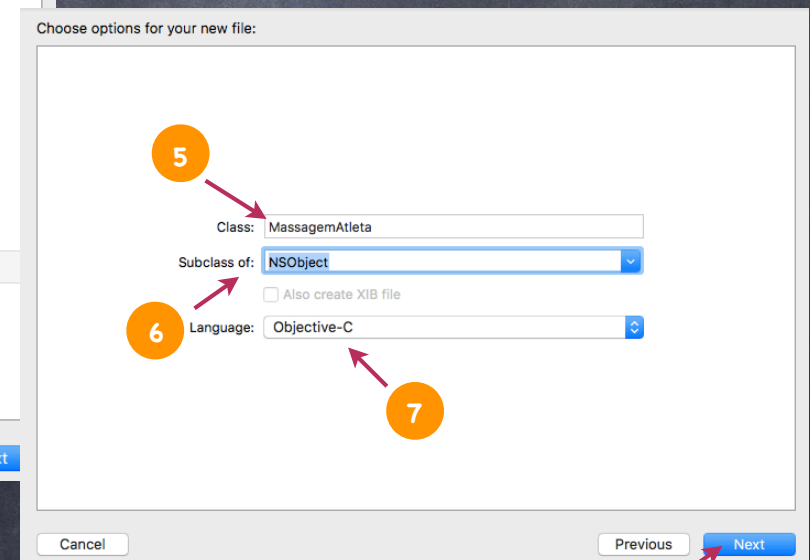 Choose options for your new file:
5
Class: MassagemAtleta
Subclass of: NSObject
Also create XIB file
6
Language: Objective-C
7
Cancel
Previous
Next